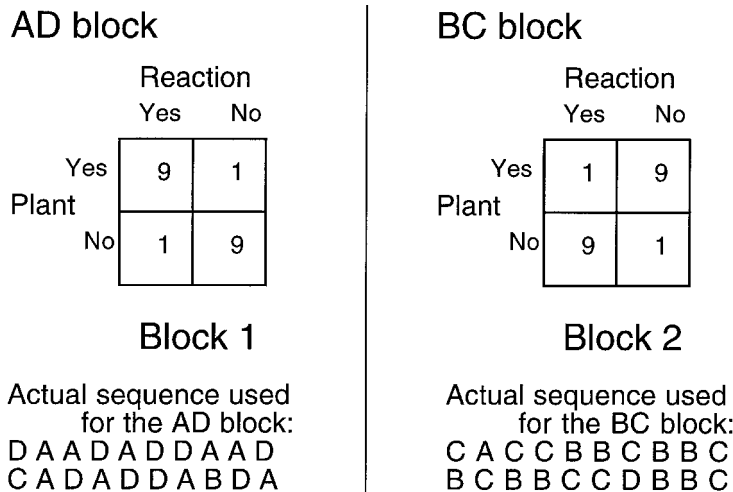 AD block
Reaction
Yes No
Yes 9 1
Plant
No 1 9
Block 1
Actual sequence used
for the AD block:
D A A D A D D A A D
C A D A D D A B D A
BC block
Reaction
Yes No
Yes 1 9
Plant
No 9 1
Block 2
Actual sequence used
for the BC block:
C A C C B B C B B C
B C B B C C D B B C